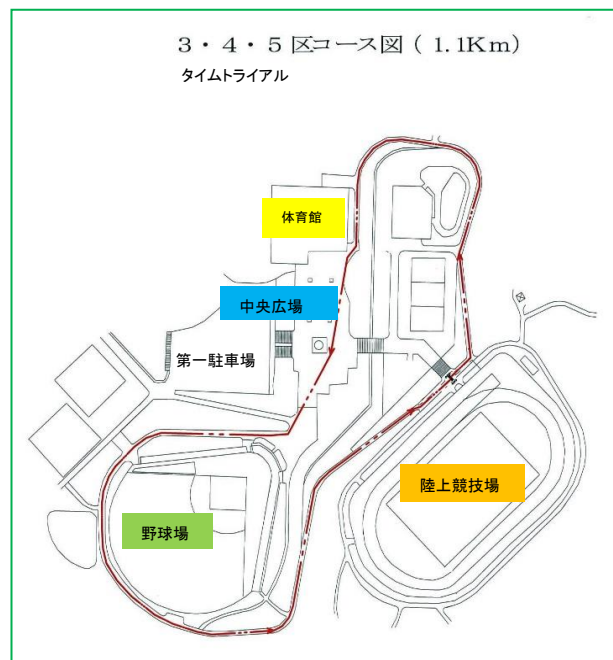 3・4・5区コース図（1.1Km）
タイムトライアル
体育館
中央広場
第一駐車場
陸上競技場
野球場